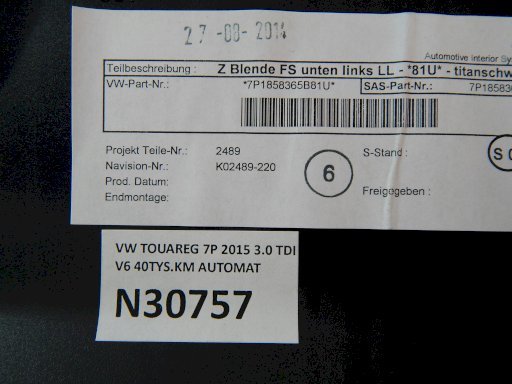 27-08-2014
Automotive Interior Sy
Teilbeschreibung : Z Blende FS unten links LL - *81U* - titanschw
VW-Part-Nr.: *7P1858365B81U* SAS-Part-Nr.: 7P185836
Projekt Teile-Nr.: 2489 S-Stand :
Navision-Nr.: K02489-220
Prod. Datum:
6
Freigegeben :
Endmontage:
VW TOUAREG 7P 2015 3.0 TDI
V6 40TYS.KM AUTOMAT
N30757